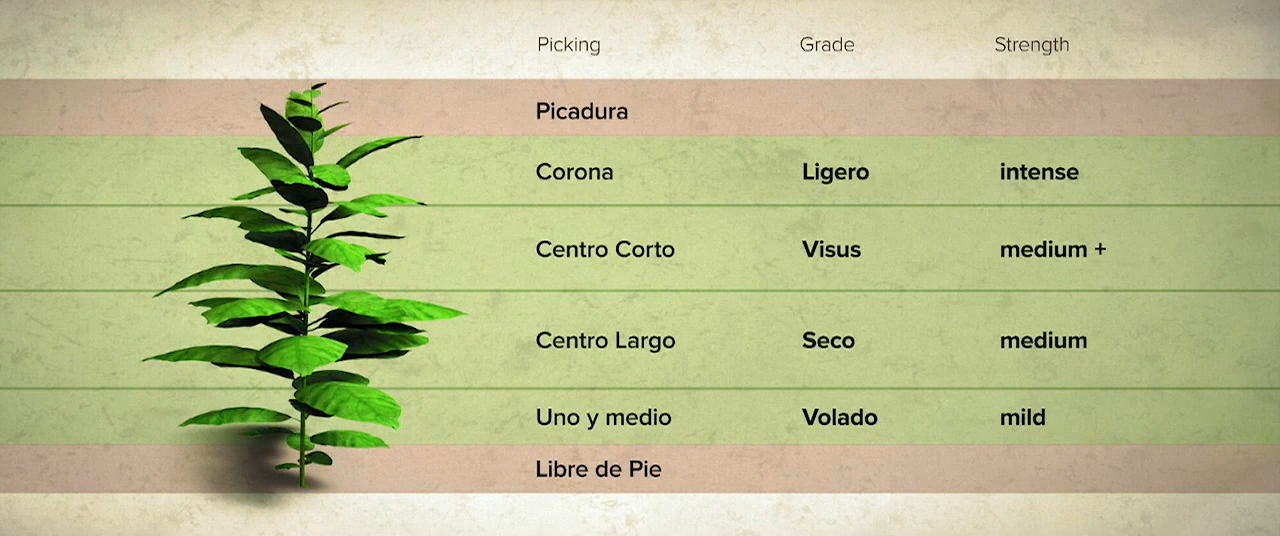 Picking Grade Strength
Picadura
Corona Ligero intense
Centro Corto Visus medium +
Centro Largo Seco medium
Uno y medio Volado mild
Libre de Pie